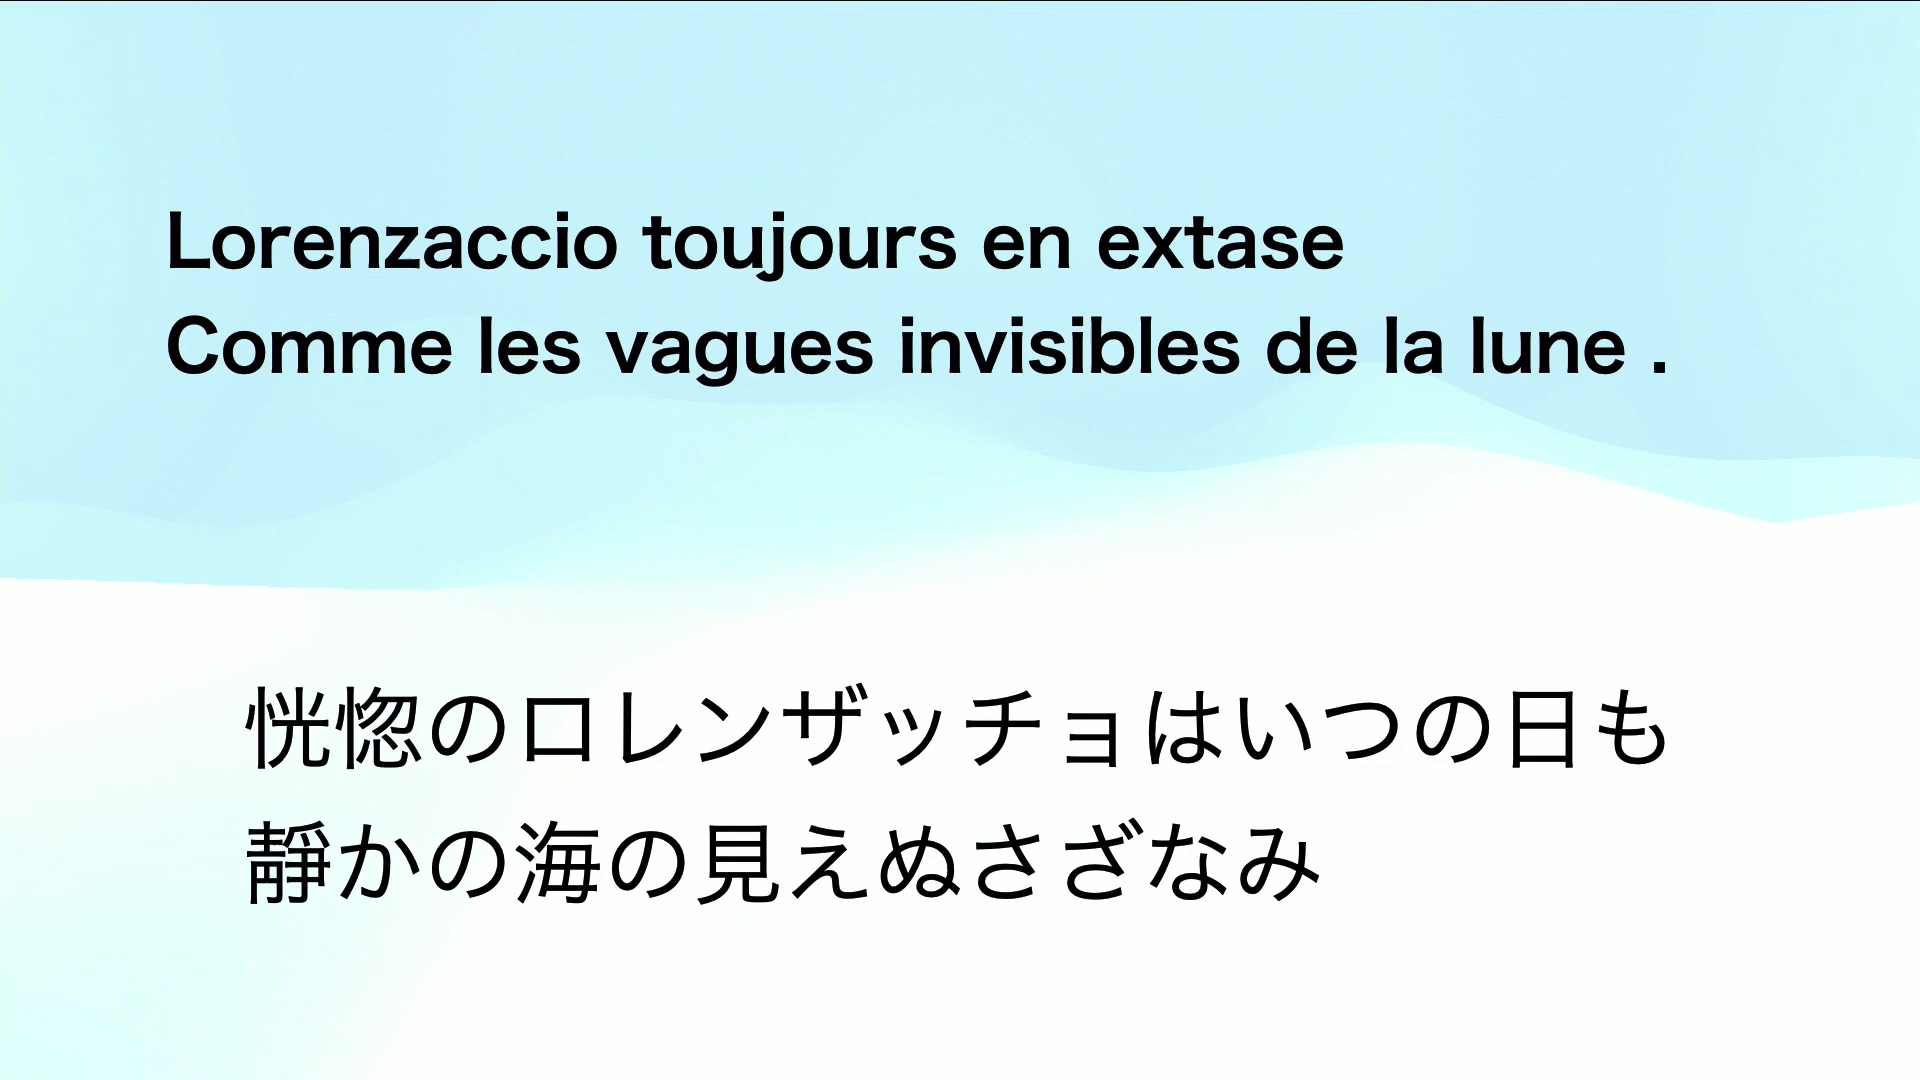 Lorenzaccio toujours en extase
Comme les vagues invisibles de la lune .
恍惚のロレンザッチョはいつの日も
靜かの海の見えぬさざなみ